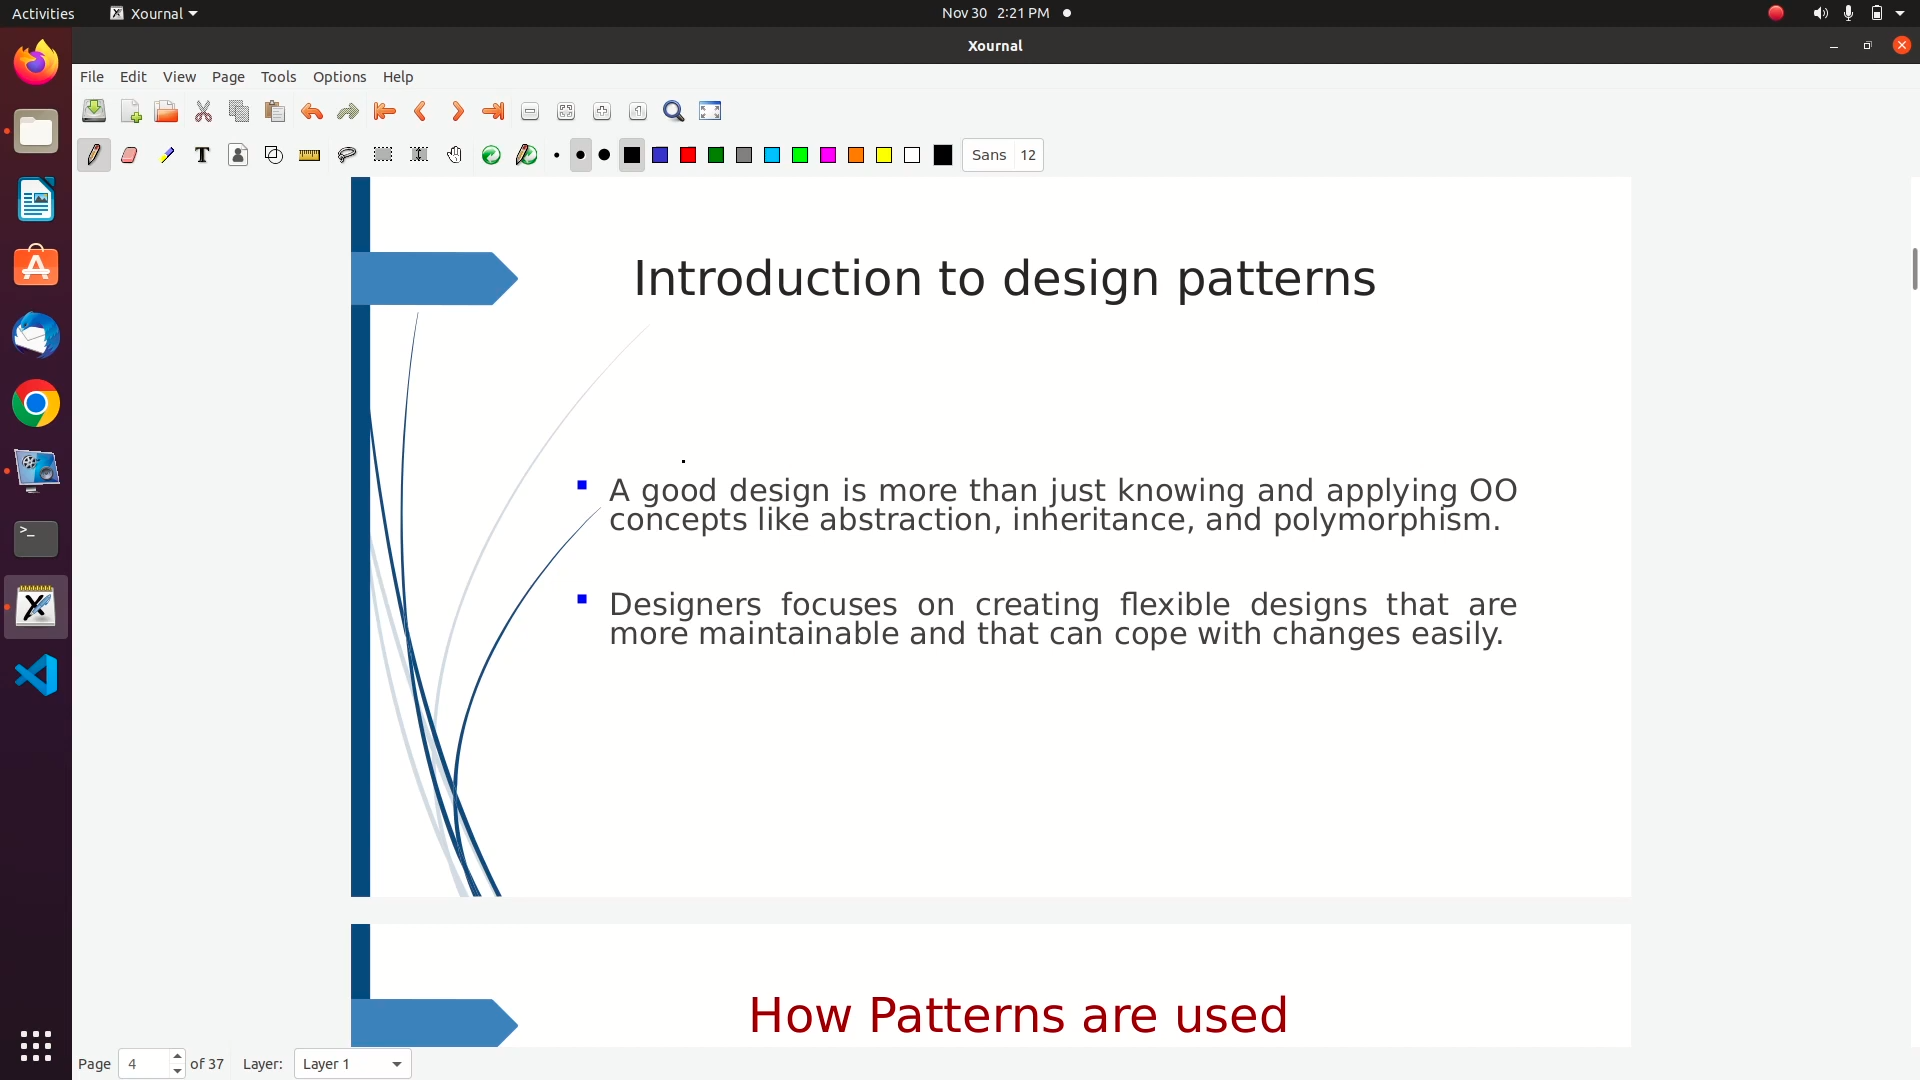 Activities Xournal Nov 30 2:21 PM
Xournal
File Edit View Page Tools Options Help
T Sans 12
Introduction to design patterns
A good design is more than just knowing and applying OO
concepts like abstraction, inheritance, and polymorphism.
Designers focuses on creating flexible designs that are
more maintainable and that can cope with changes easily.
How Patterns are used
Page 4 of 37 Layer: Layer 1